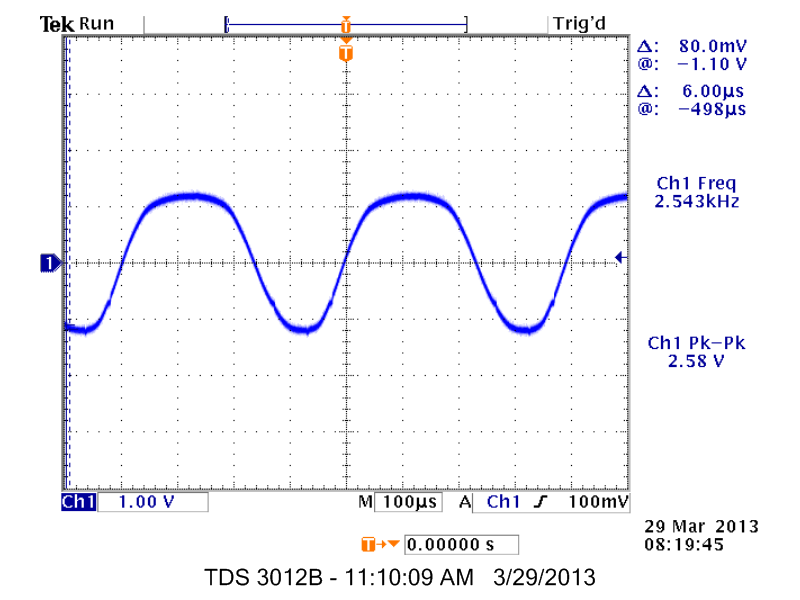 Tek Run Trig'd
T
T
Δ: 80.0mV
@: −1.10 V
Δ: 6.00µs
@: −498µs
Ch1 Freq
2.543kHz
1
Ch1 Pk−Pk
2.58 V
Ch1 1.00 V M 100µs A Ch1 100mV
29 Mar 2013
08:19:45
T 0.00000 s
TDS 3012B - 11:10:09 AM 3/29/2013